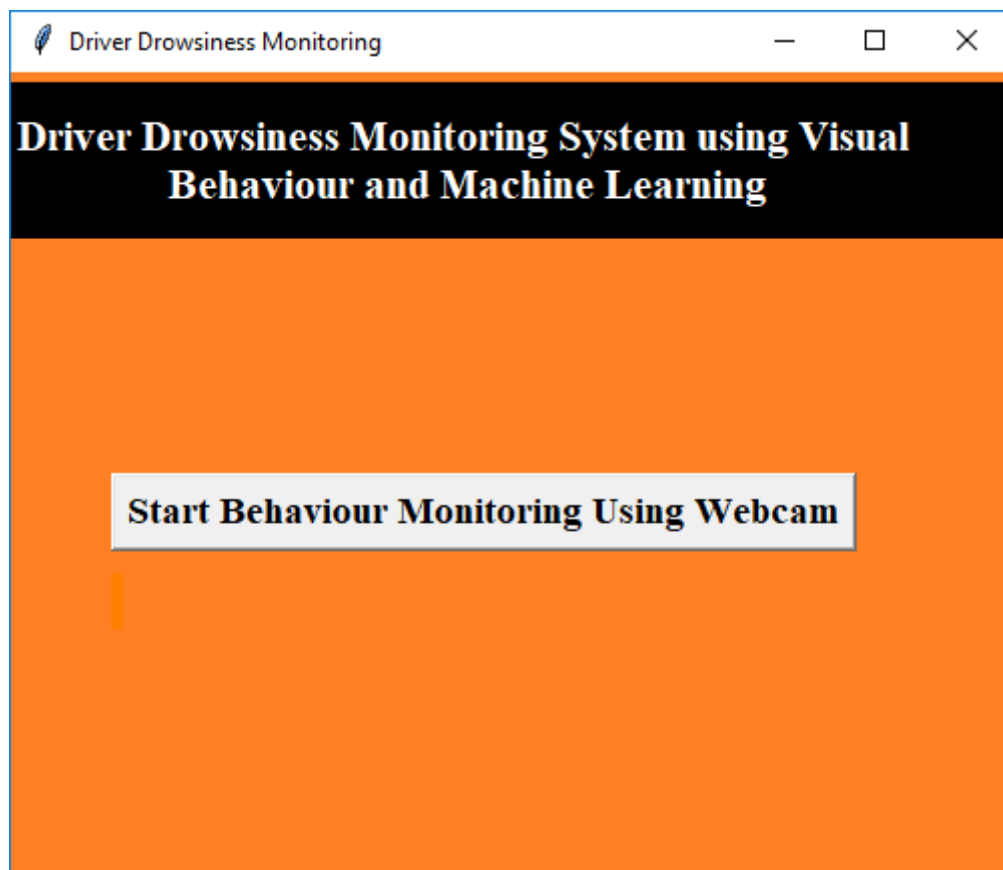 Driver Drowsiness Monitoring
Driver Drowsiness Monitoring System using Visual
Behaviour and Machine Learning
Start Behaviour Monitoring Using Webcam